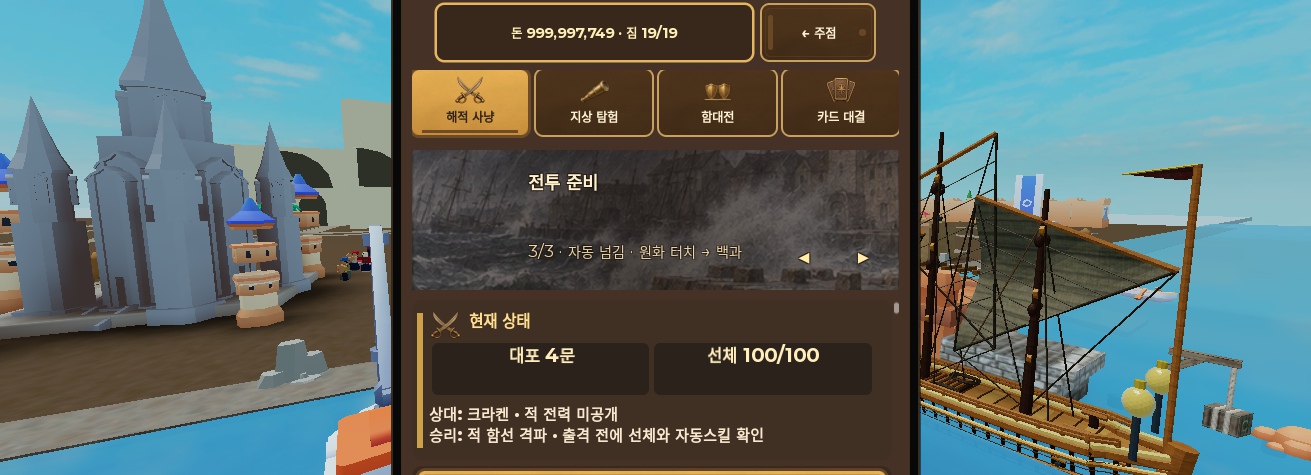 돈 999,997,749 · 짐 19/19
← 주점
해적 사냥
지상 탐험
함대전
카드 대결
전투 준비
3/3 · 자동 넘김 · 원화 터치 → 백과
◀ ▶
현재 상태
대포 4문
선체 100/100
상대: 크라켄 • 적 전력 미공개
승리: 적 함선 격파 • 출격 전에 선체와 자동스킬 확인